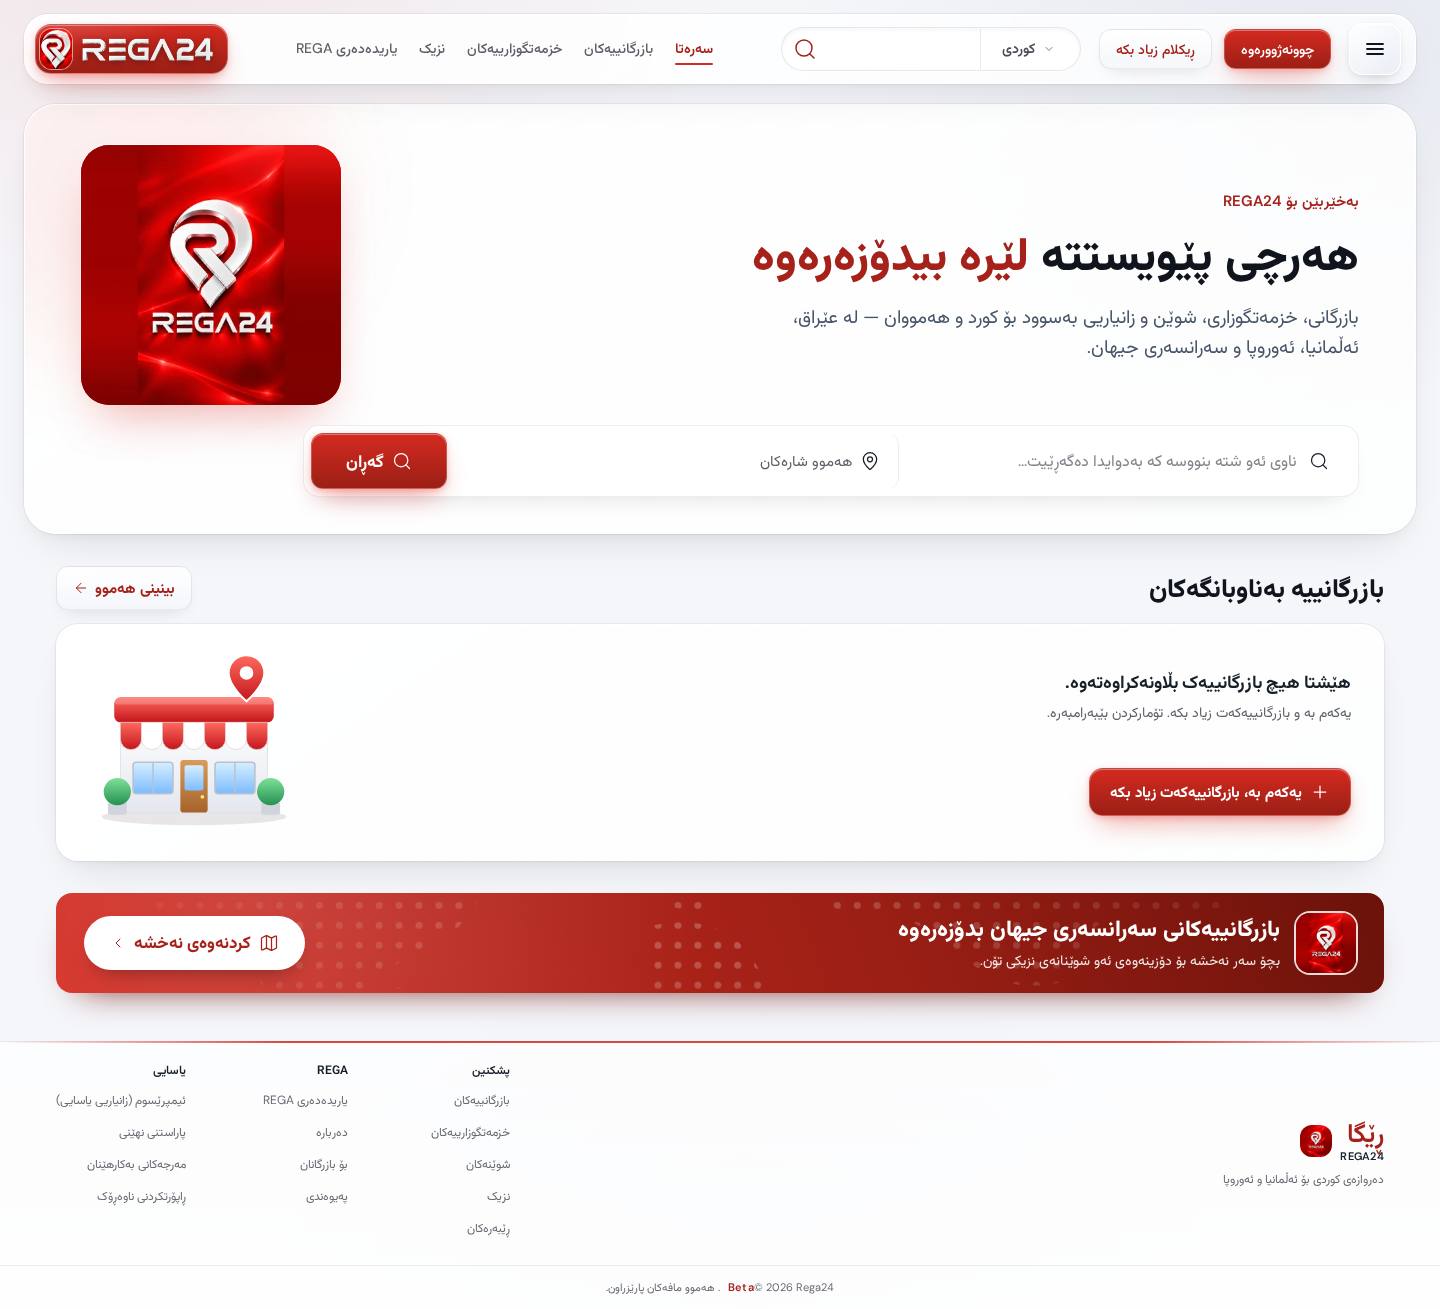 چوونەژوورەوە
ڕیکلام زیاد بکە
کوردی
سەرەتا
بازرگانییەکان
خزمەتگوزارییەکان
نزیک
یاریدەدەری REGA
REGA24
بەخێربێن بۆ REGA24
هەرچی پێویستتە لێرە بیدۆزەرەوە
بازرگانی، خزمەتگوزاری، شوێن و زانیاریی بەسوود بۆ کورد و هەمووان — لە عێراق،
ئەڵمانیا، ئەوروپا و سەرانسەری جیهان.
REGA24
ناوی ئەو شتە بنووسە کە بەدوایدا دەگەڕێیت...
هەموو شارەکان
گەڕان
بازرگانییە بەناوبانگەکان
بینینی هەموو
هێشتا هیچ بازرگانییەک بڵاونەکراوەتەوە.
یەکەم بە و بازرگانییەکەت زیاد بکە. تۆمارکردن بێبەرامبەرە.
یەکەم بە، بازرگانییەکەت زیاد بکە
بازرگانییەکانی سەرانسەری جیهان بدۆزەرەوە
بچۆ سەر نەخشە بۆ دۆزینەوەی ئەو شوێنانەی نزیکی تۆن.
REGA24
کردنەوەی نەخشە
ڕێگا
REGA24
دەروازەی کوردی بۆ ئەڵمانیا و ئەوروپا
پشکنین
بازرگانییەکان
خزمەتگوزارییەکان
شوێنەکان
نزیک
ڕێبەرەکان
REGA
یاریدەدەری REGA
دەربارە
بۆ بازرگانان
پەیوەندی
یاسایی
ئیمپرێسوم (زانیاریی یاسایی)
پاراستنی نهێنی
مەرجەکانی بەکارهێنان
ڕاپۆرتکردنی ناوەڕۆک
© 2026 Rega24 Beta . هەموو مافەکان پارێزراون.